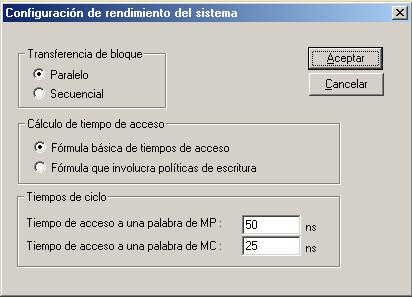 Configuración de rendimiento del sistema
Transferencia de bloque
Paralelo
Secuencial
Aceptar
Cancelar
Cálculo de tiempo de acceso
Fórmula básica de tiempos de acceso
Fórmula que involucra políticas de escritura
Tiempos de ciclo
Tiempo de acceso a una palabra de MP : 50 ns
Tiempo de acceso a una palabra de MC : 25 ns